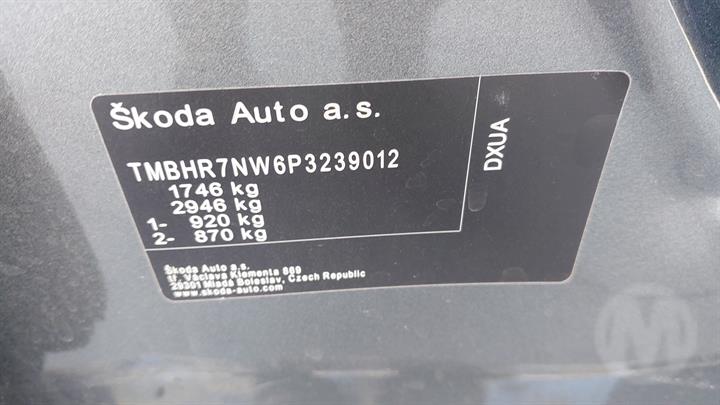 Škoda Auto a.s.
TMBHR7NW6P3239012
1746 kg
2946 kg
1- 920 kg
2- 870 kg
DXUA
Škoda Auto a.s.
tř. Václava Klementa 869
29301 Mladá Boleslav, Czech Republic
www.skoda-auto.com
M